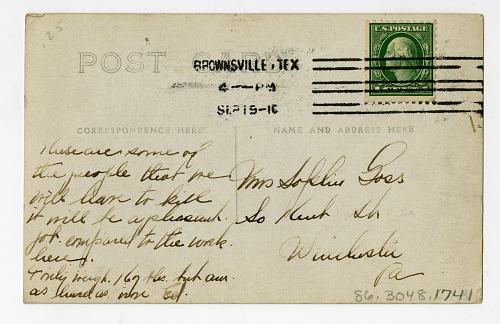 25
POST CARD
U.S. POSTAGE
BROWNSVILLE, TEX
4 — PM
SEP 19-16
CORRESPONDENCE HERE
NAME AND ADDRESS HERE
These are some of
the people that we
will have to kill
it will be a pleasant
job compared to the work
here.
I only weigh 167 lbs. but am
as hard as iron Ed.
Mrs Sophie Goss
So Kent St
Winchester
Va
86.3048.1741